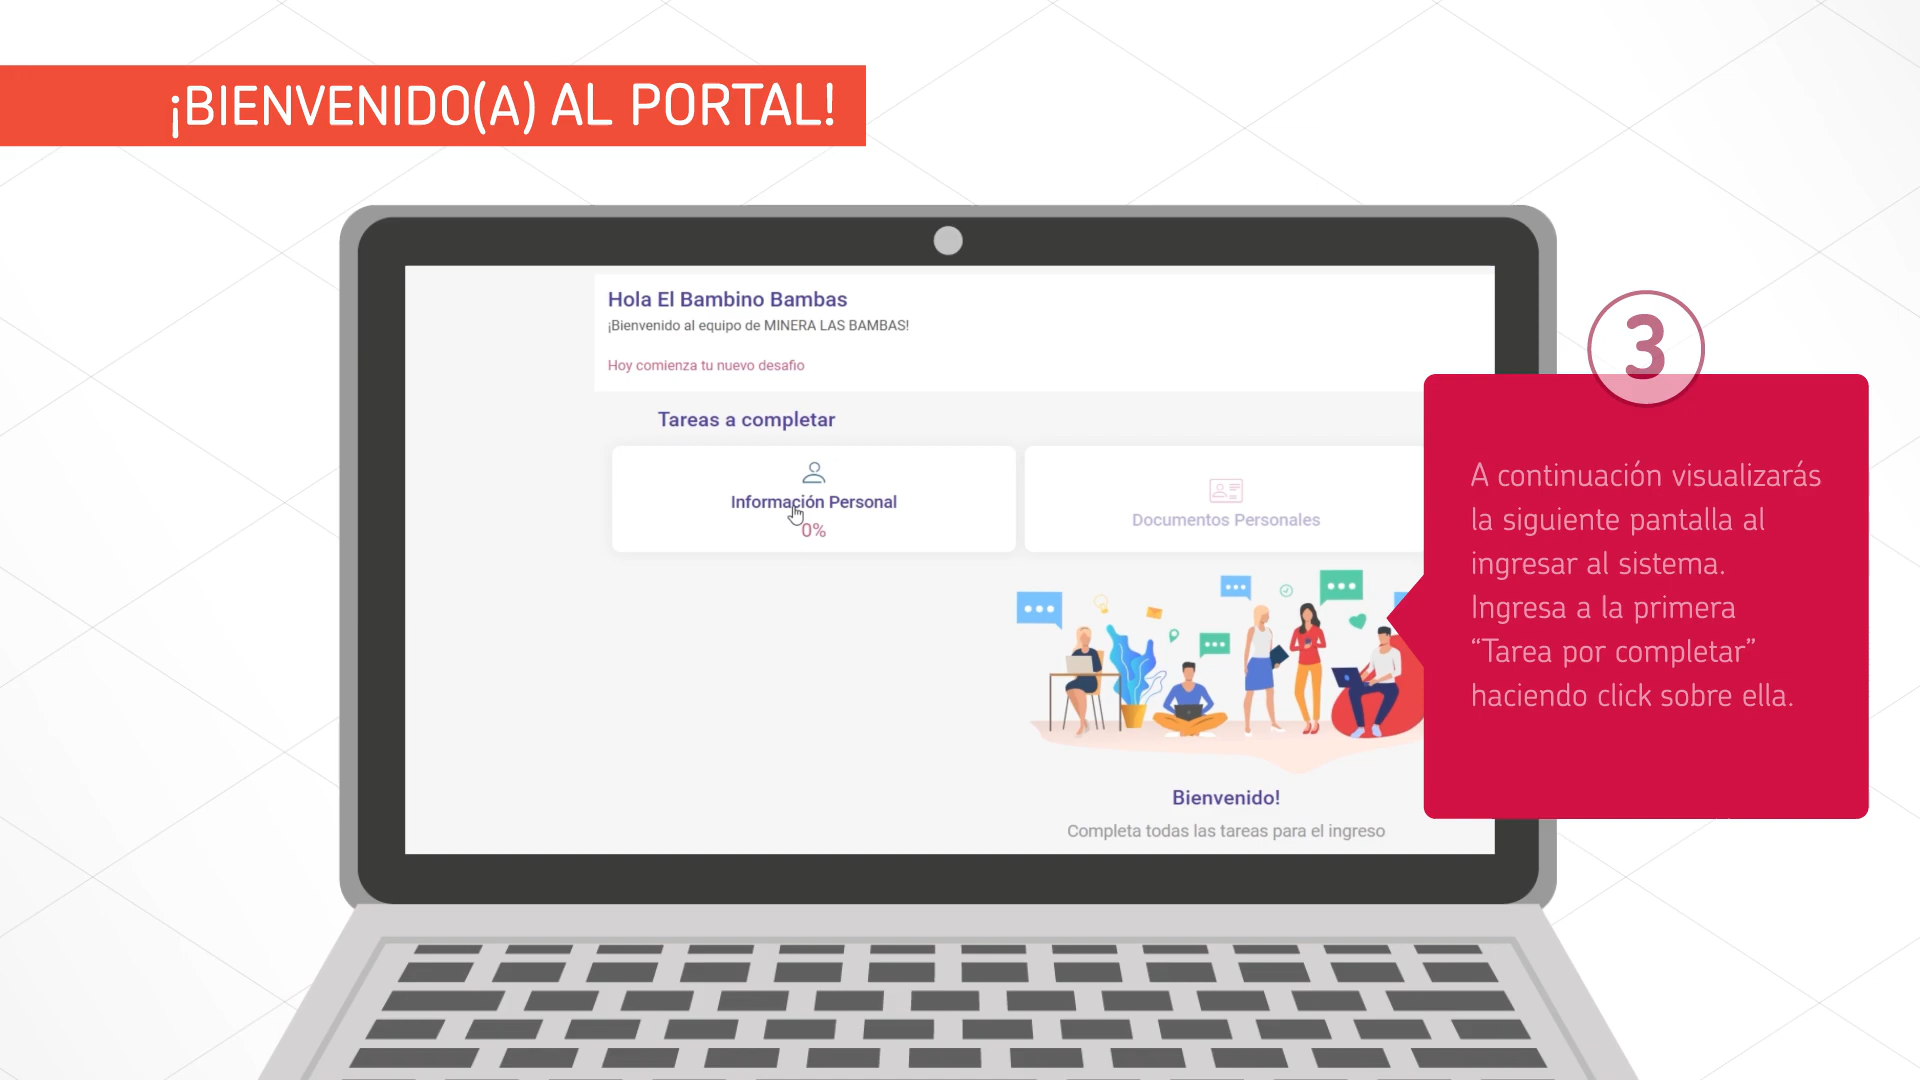 ¡BIENVENIDO(A) AL PORTAL!
Hola El Bambino Bambas
¡Bienvenido al equipo de MINERA LAS BAMBAS!
Hoy comienza tu nuevo desafio
Tareas a completar
Información Personal
0%
Documentos Personales
Bienvenido!
Completa todas las tareas para el ingreso
3
A continuación visualizarás
la siguiente pantalla al
ingresar al sistema.
Ingresa a la primera
“Tarea por completar”
haciendo click sobre ella.